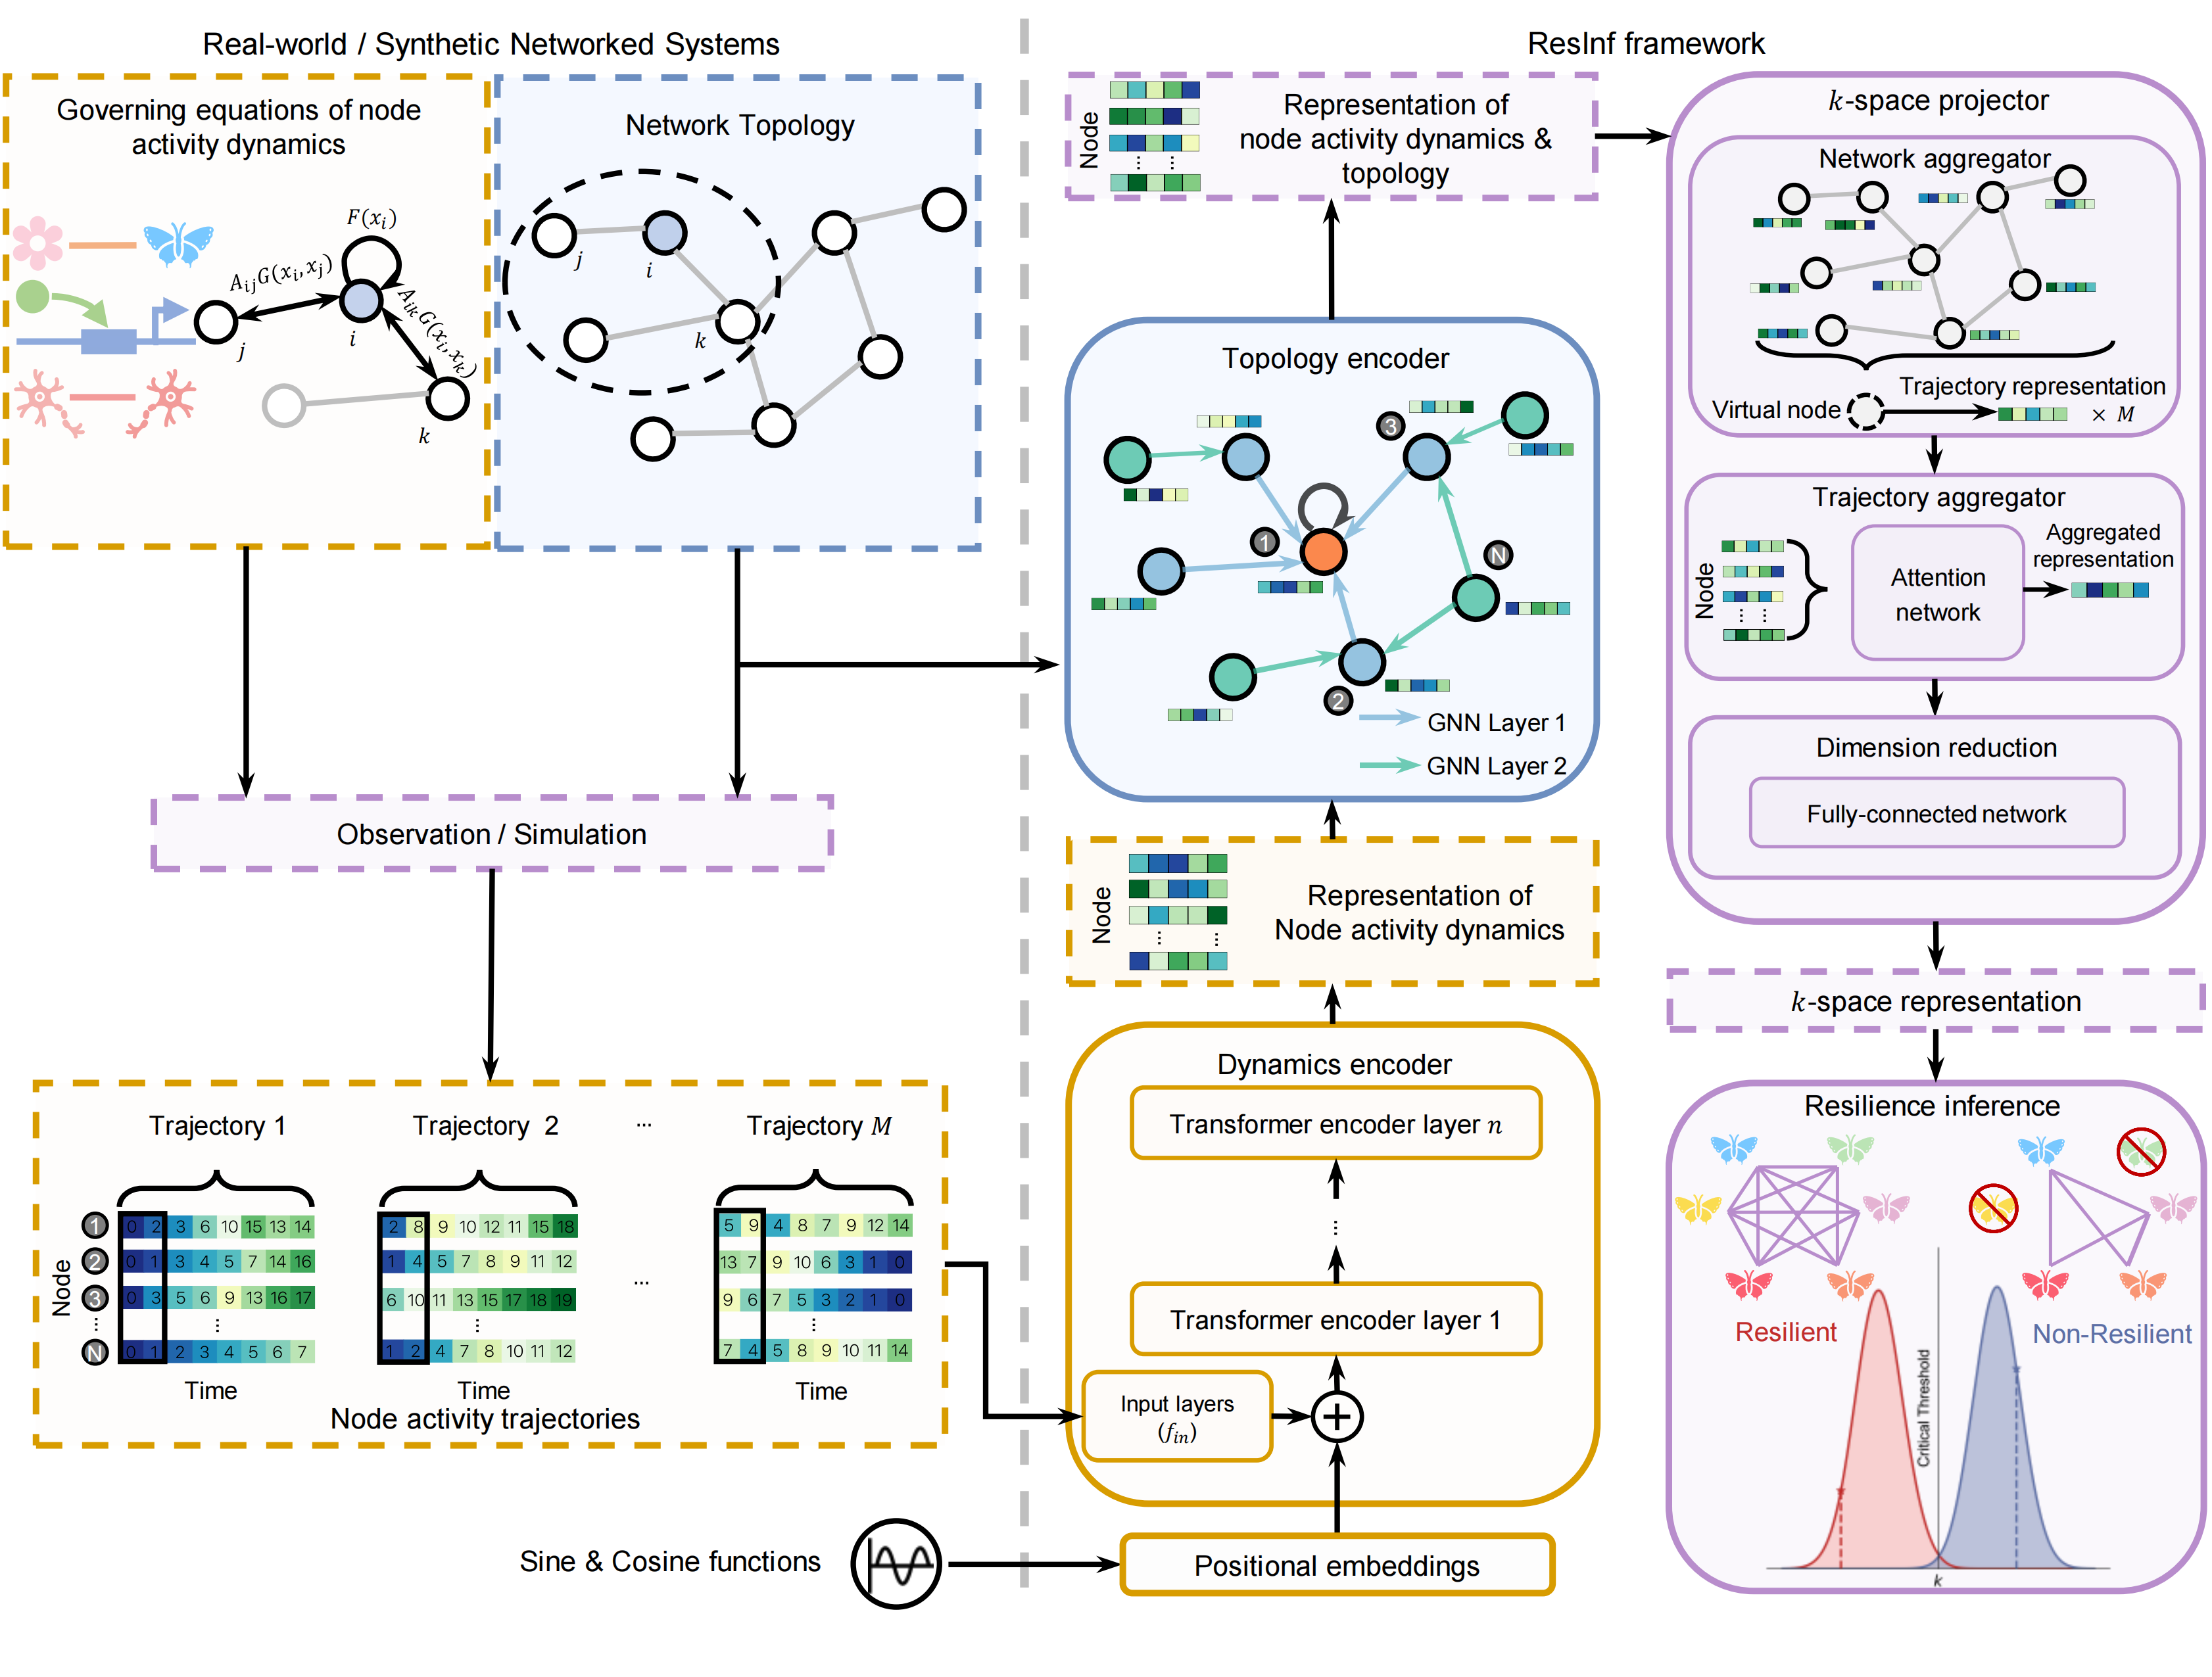 Real-world / Synthetic Networked Systems
Governing equations of node
activity dynamics
F(x_i)
A_{ij}G(x_i, x_j)
A_{ik}G(x_i, x_k)
j
i
k
Network Topology
j
i
k
Observation / Simulation
Trajectory 1
Trajectory 2
...
Trajectory M
Node
1
0 2 3 6 10 15 13 14
2 8 9 10 12 11 15 18
5 9 4 8 7 9 12 14
2
0 1 3 4 5 7 14 16
1 4 5 7 8 9 11 12
13 7 9 10 6 3 1 0
...
3
0 3 5 6 9 13 16 17
6 10 11 13 15 17 18 19
9 6 7 5 3 2 1 0
N
0 1 2 3 4 5 6 7
1 2 4 7 8 10 11 12
7 4 5 8 9 10 11 14
Time
Time
Time
Node activity trajectories
Sine & Cosine functions
ResInf framework
Node
Representation of
node activity dynamics &
topology
Topology encoder
1
2
3
N
GNN Layer 1
GNN Layer 2
Node
Representation of
Node activity dynamics
Dynamics encoder
Transformer encoder layer n
...
Transformer encoder layer 1
Input layers
(f_{in})
+
Positional embeddings
k-space projector
Network aggregator
Trajectory representation
Virtual node
× M
Trajectory aggregator
Node
Attention
network
Aggregated
representation
Dimension reduction
Fully-connected network
k-space representation
Resilience inference
Resilient
Non-Resilient
Critical Threshold
k